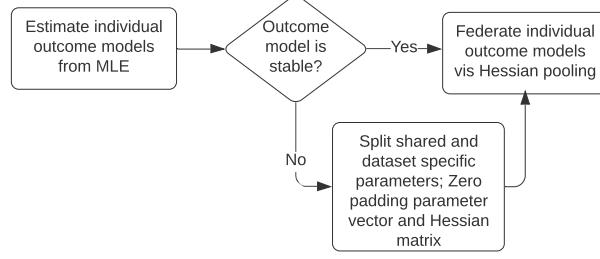 Estimate individual
outcome models
from MLE
Outcome
model is
stable?
Yes
Federate individual
outcome models
vis Hessian pooling
No
Split shared and
dataset specific
parameters; Zero
padding parameter
vector and Hessian
matrix